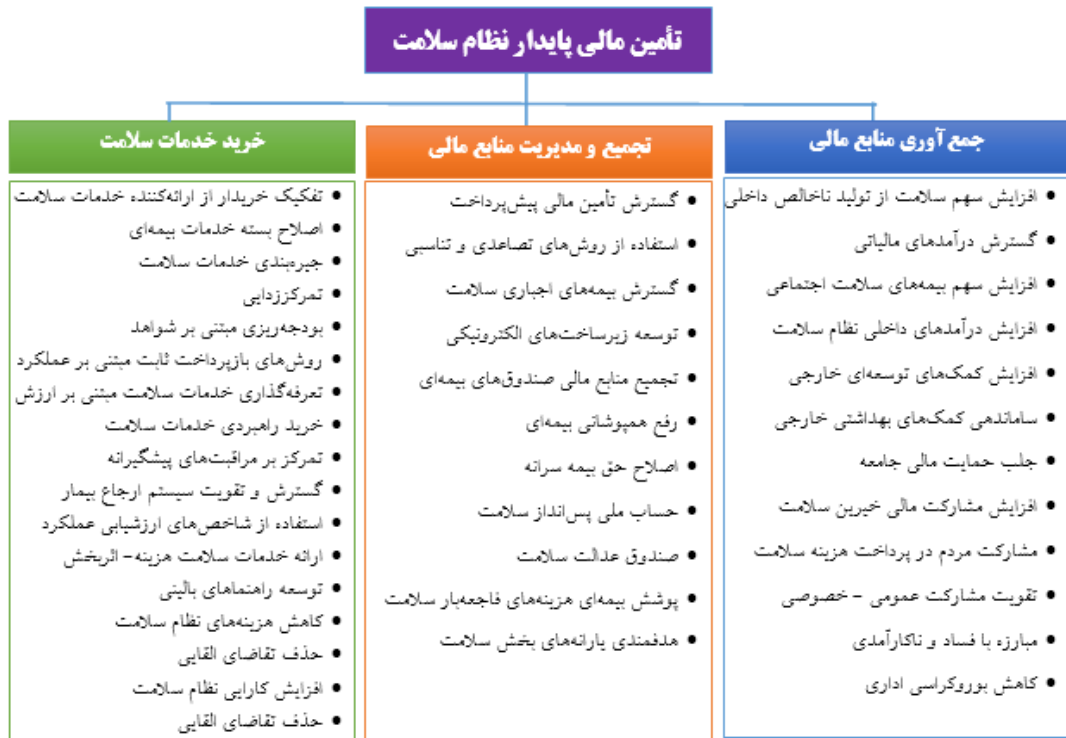 تأمین مالی پایدار نظام سلامت
جمع آوری منابع مالی
افزایش سهم سلامت از تولید ناخالص داخلی
گسترش درآمدهای مالیاتی
افزایش سهم بیمه‌های سلامت اجتماعی
افزایش درآمدهای داخلی نظام سلامت
افزایش کمک‌های توسعه‌ای خارجی
ساماندهی کمک‌های بهداشتی خارجی
جلب حمایت مالی جامعه
افزایش مشارکت مالی خیرین سلامت
مشارکت مردم در پرداخت هزینه سلامت
تقویت مشارکت عمومی - خصوصی
مبارزه با فساد و ناکارآمدی
کاهش بوروکراسی اداری
تجمیع و مدیریت منابع مالی
گسترش تأمین مالی پیش‌پرداخت
استفاده از روش‌های تصاعدی و تناسبی
گسترش بیمه‌های اجباری سلامت
توسعه زیرساخت‌های الکترونیکی
تجمیع منابع مالی صندوق‌های بیمه‌ای
رفع همپوشانی بیمه‌ای
اصلاح حق بیمه سرانه
حساب ملی پس‌انداز سلامت
صندوق عدالت سلامت
پوشش بیمه‌ای هزینه‌های فاجعه‌بار سلامت
هدفمندی یارانه‌های بخش سلامت
خرید خدمات سلامت
تفکیک خریدار از ارائه‌کننده خدمات سلامت
اصلاح بسته خدمات بیمه‌ای
جیره‌بندی خدمات سلامت
تمرکززدایی
بودجه‌ریزی مبتنی بر شواهد
روش‌های بازپرداخت ثابت مبتنی بر عملکرد
تعرفه‌گذاری خدمات سلامت مبتنی بر ارزش
خرید راهبردی خدمات سلامت
تمرکز بر مراقبت‌های پیشگیرانه
گسترش و تقویت سیستم ارجاع بیمار
استفاده از شاخص‌های ارزشیابی عملکرد
ارائه خدمات سلامت هزینه- اثربخش
توسعه راهنماهای بالینی
کاهش هزینه‌های نظام سلامت
حذف تقاضای القایی
افزایش کارایی نظام سلامت
حذف تقاضای القایی